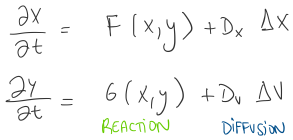 ∂X/∂t = F(x,y) + Dₓ ΔX
∂y/∂t = G(x,y) + Dᵥ ΔV
REACTION DIFFUSION